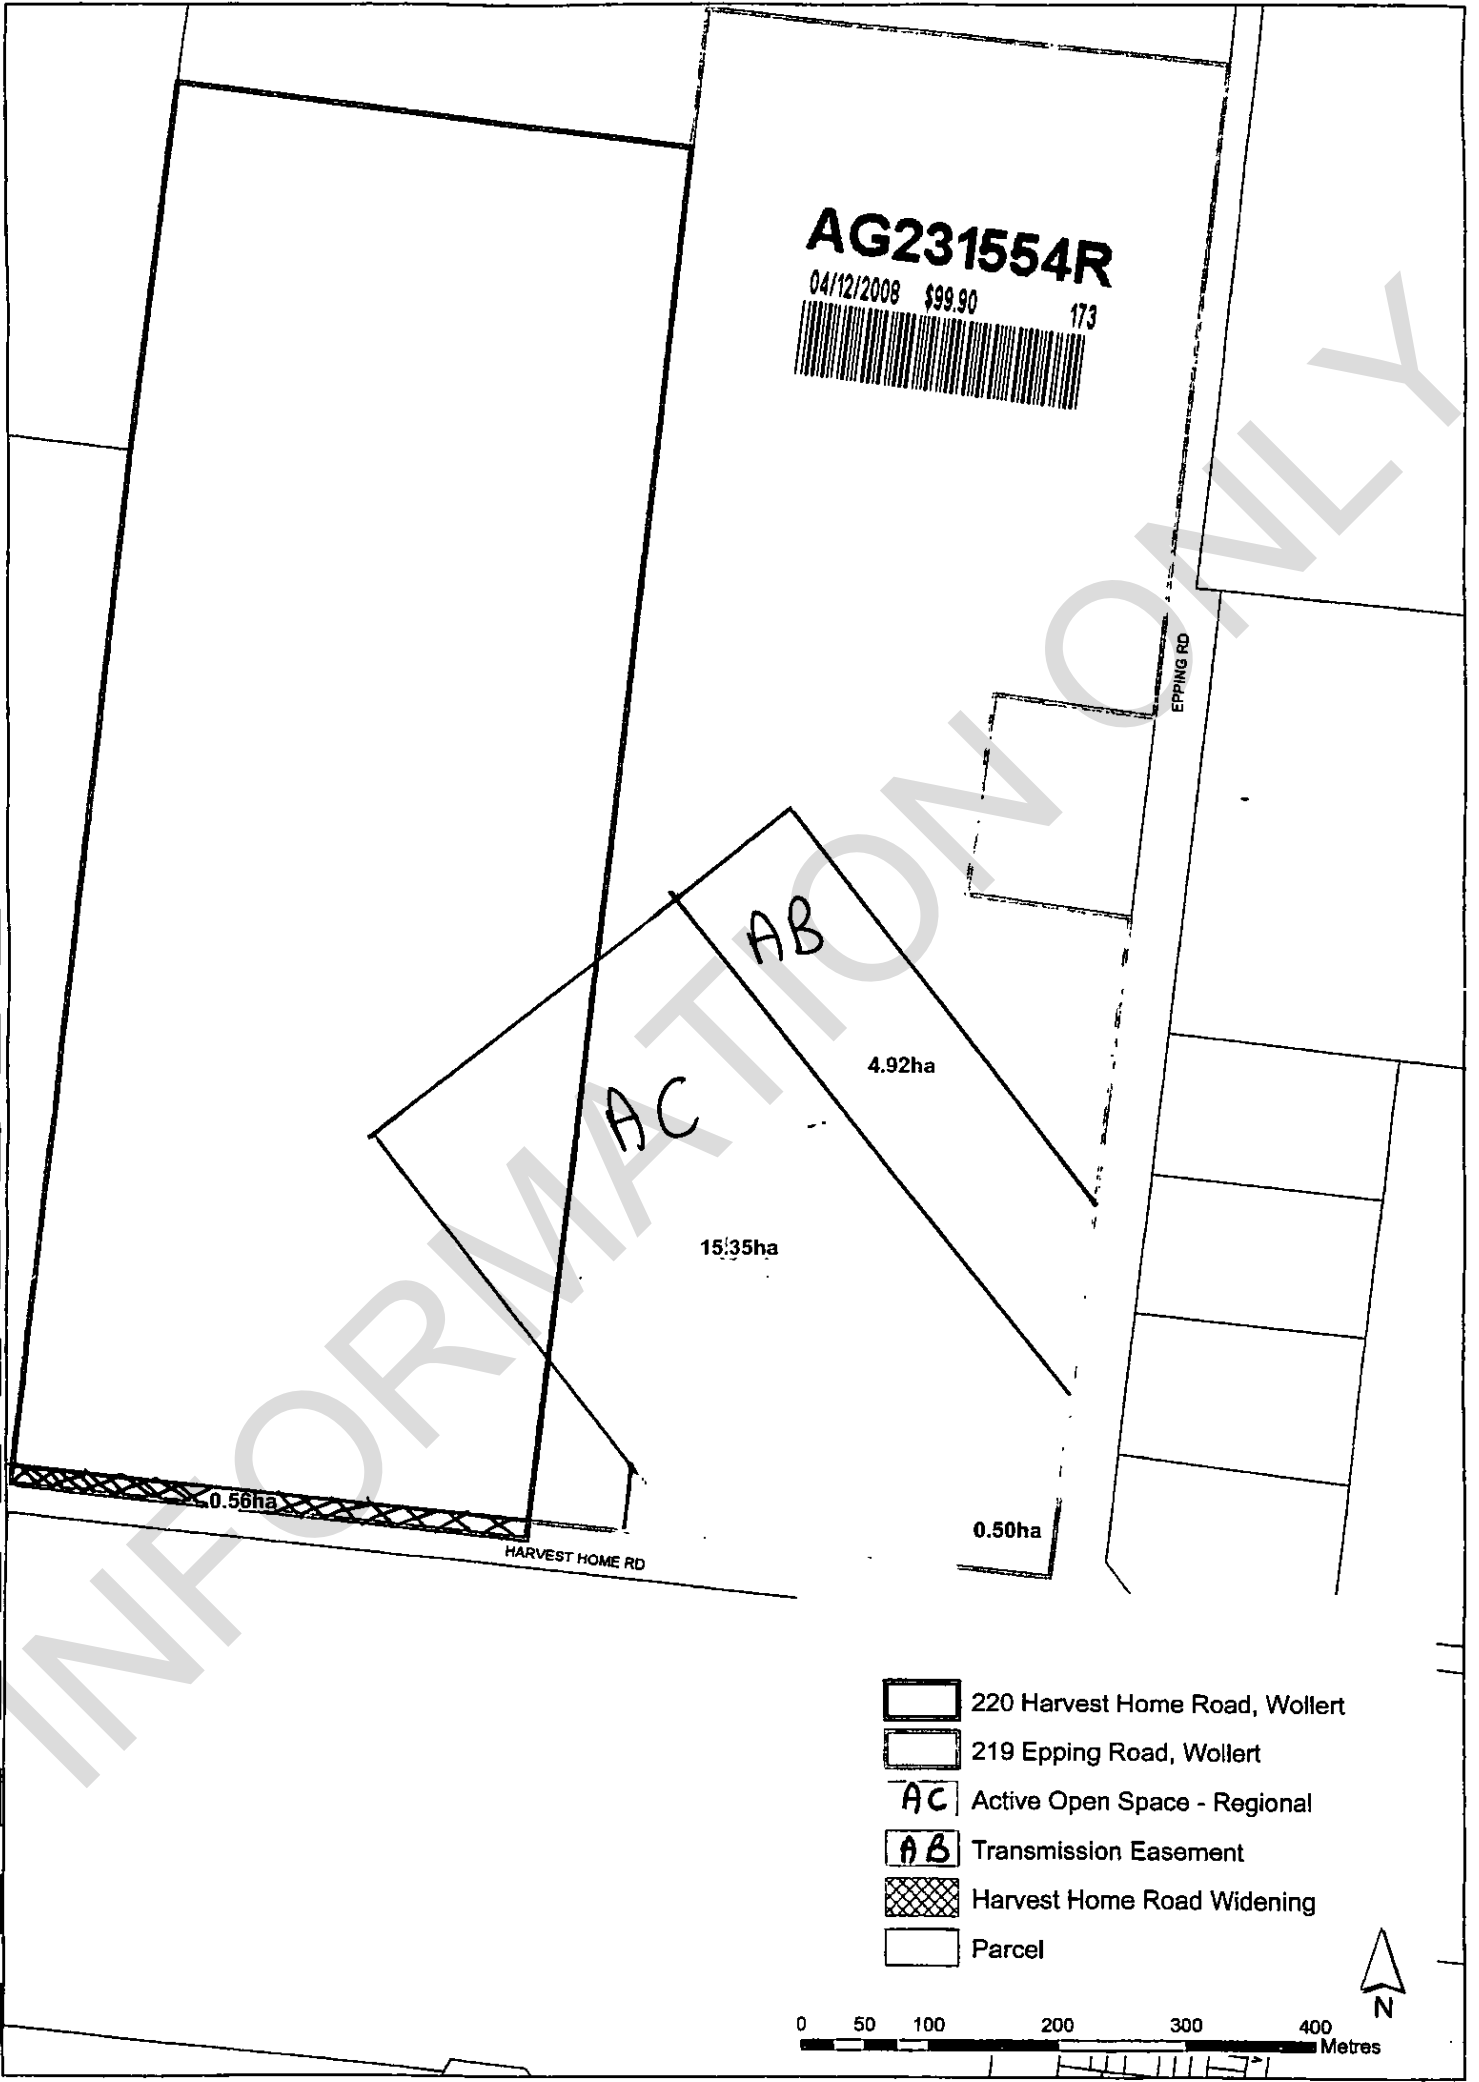 AG231554R
04/12/2008 $99.90 173
EPPING RD
AB
4.92ha
AC
15.35ha
0.56ha
0.50ha
HARVEST HOME RD
220 Harvest Home Road, Wollert
219 Epping Road, Wollert
AC Active Open Space - Regional
AB Transmission Easement
Harvest Home Road Widening
Parcel
N
0 50 100 200 300 400
Metres
INFORMATION ONLY